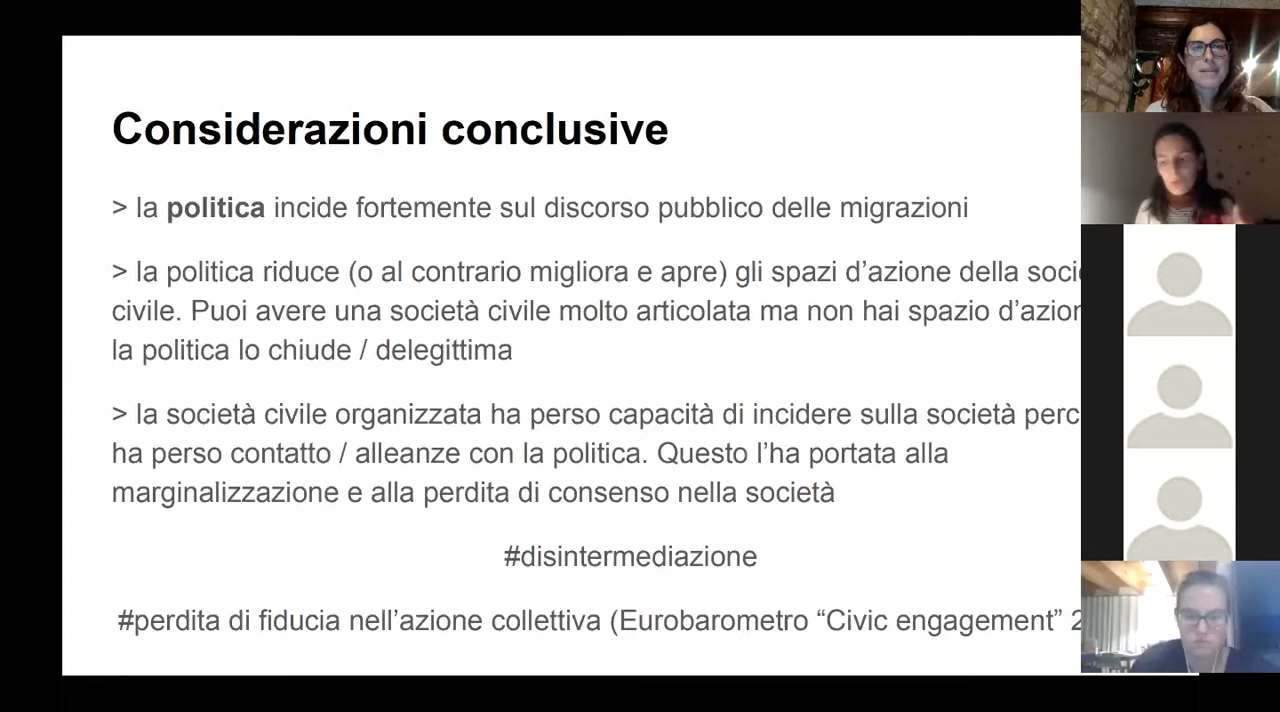 Considerazioni conclusive
> la politica incide fortemente sul discorso pubblico delle migrazioni
> la politica riduce (o al contrario migliora e apre) gli spazi d’azione della
civile. Puoi avere una società civile molto articolata ma non hai spazio
la politica lo chiude / delegittima
> la società civile organizzata ha perso capacità di incidere sulla società
ha perso contatto / alleanze con la politica. Questo l’ha portata alla
marginalizzazione e alla perdita di consenso nella società
#disintermediazione
#perdita di fiducia nell’azione collettiva (Eurobarometro “Civic engagement”